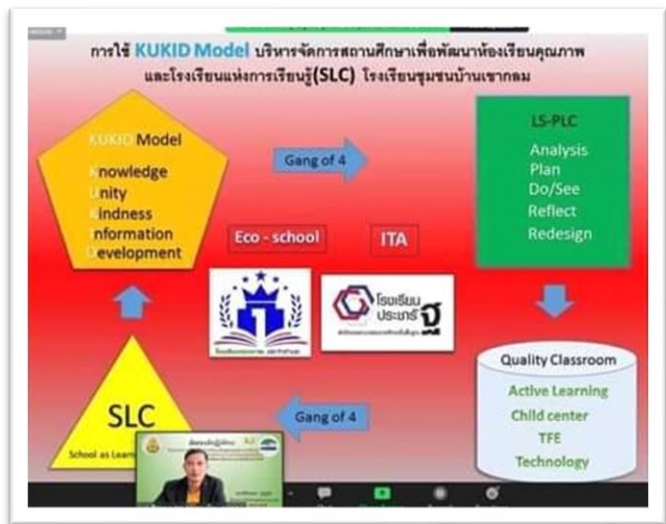 การใช้ KUKID Model บริหารจัดการสถานศึกษาเพื่อพัฒนาห้องเรียนคุณภาพ
และโรงเรียนแห่งการเรียนรู้(SLC) โรงเรียนชุมชนบ้านเขากลม
KUKID Model
Knowledge
Unity
Kindness
Information
Development
Gang of 4
LS-PLC
Analysis
Plan
Do/See
Reflect
Redesign
Eco - school
ITA
1
โรงเรียน
ประชารัฐ
Quality Classroom
Active Learning
Child center
TFE
Technology
Gang of 4
SLC
School as Learn